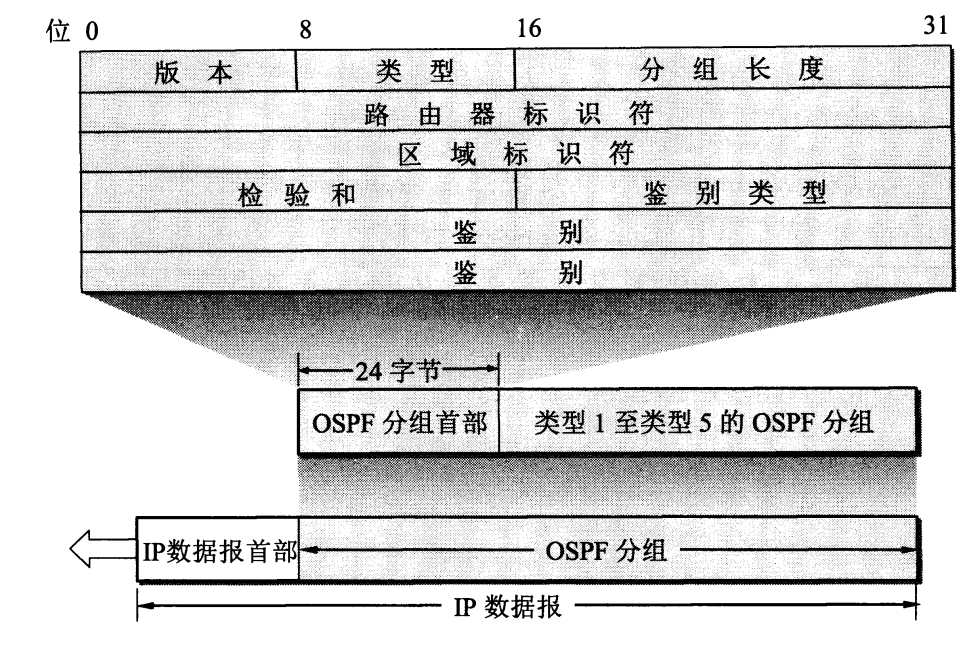 位 0 8 16 31
版本 类型 分组长度
路由器标识符
区域标识符
检验和 鉴别类型
鉴别
鉴别
24 字节
OSPF 分组首部 类型 1 至类型 5 的 OSPF 分组
IP数据报首部 OSPF 分组
IP 数据报